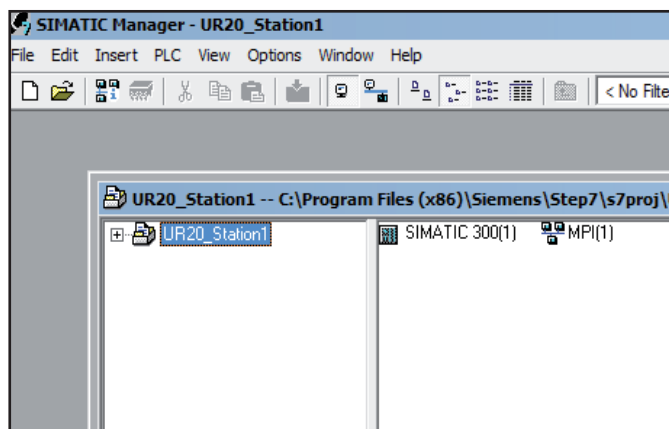 SIMATIC Manager - UR20_Station1
File Edit Insert PLC View Options Window Help
< No Filte
UR20_Station1 -- C:\Program Files (x86)\Siemens\Step7\s7proj\
UR20_Station1 SIMATIC 300(1) MPI(1)